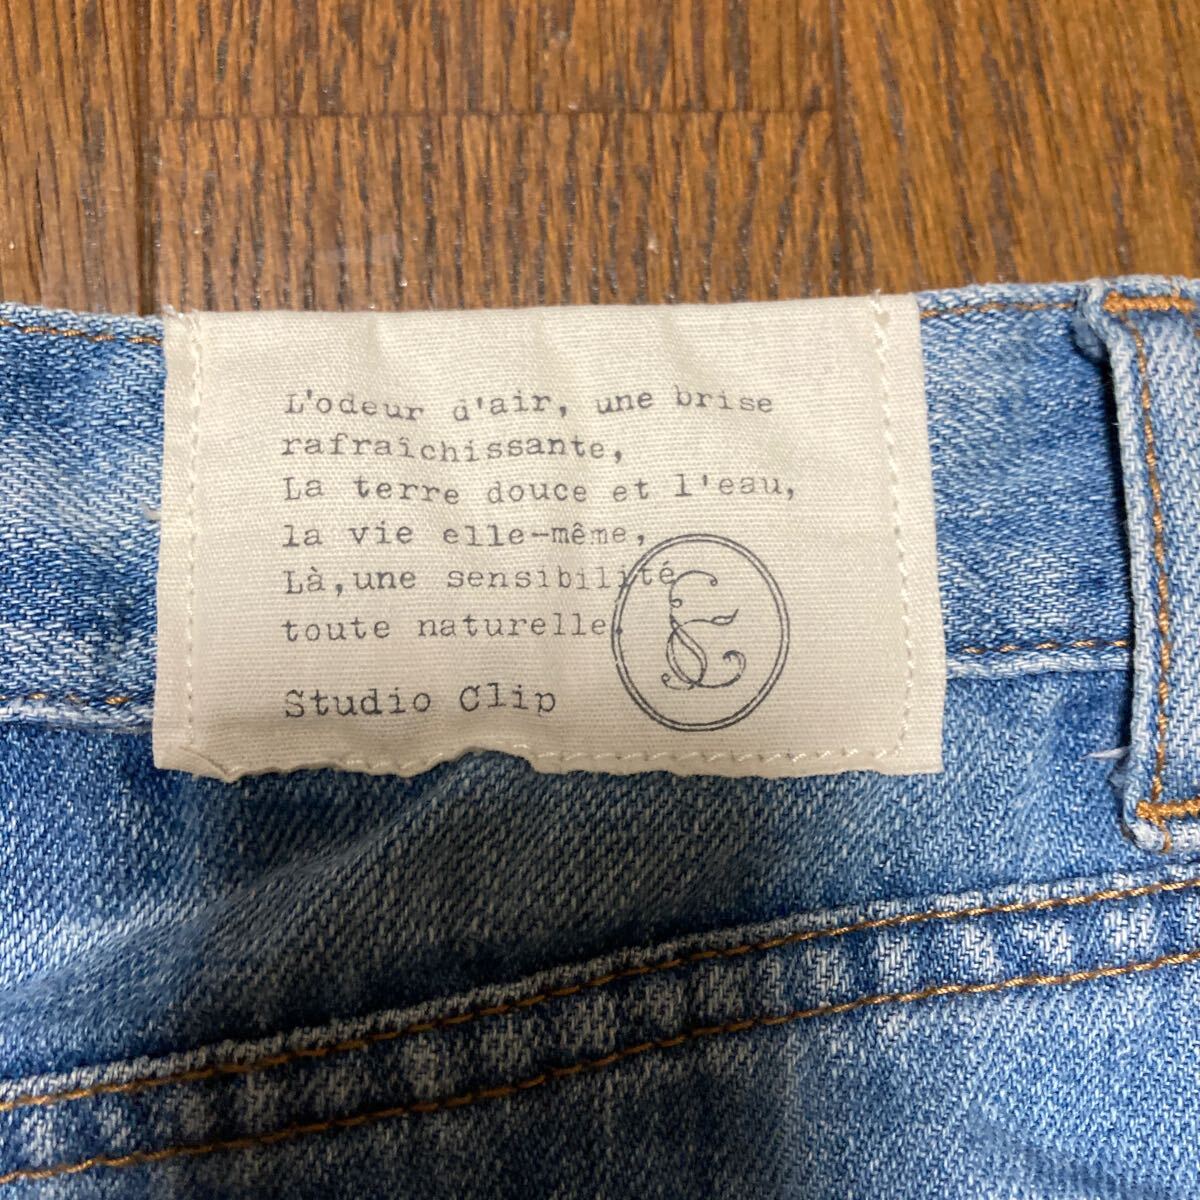 L'odeur d'air, une brise
rafraîchissante,
La terre douce et l'eau,
la vie elle-même,
Là,une sensibilité
toute naturelle.
Studio Clip